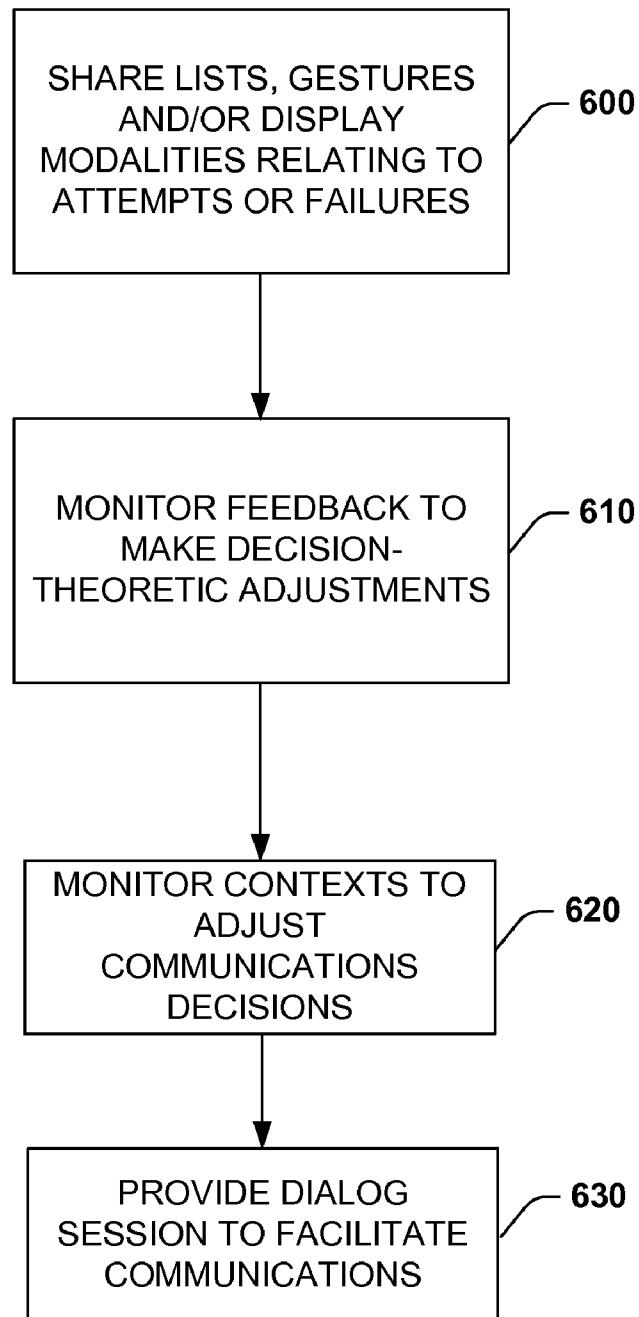 SHARE LISTS, GESTURES
AND/OR DISPLAY
MODALITIES RELATING TO
ATTEMPTS OR FAILURES
600
MONITOR FEEDBACK TO
MAKE DECISION-
THEORETIC ADJUSTMENTS
610
MONITOR CONTEXTS TO
ADJUST
COMMUNICATIONS
DECISIONS
620
PROVIDE DIALOG
SESSION TO FACILITATE
COMMUNICATIONS
630